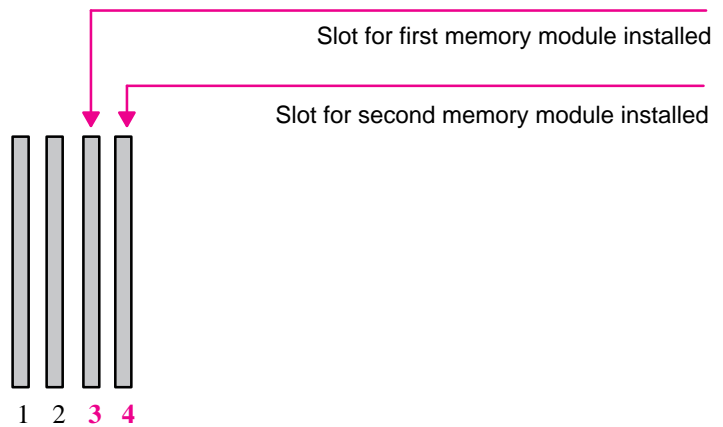 Slot for first memory module installed
Slot for second memory module installed
1 2 3 4